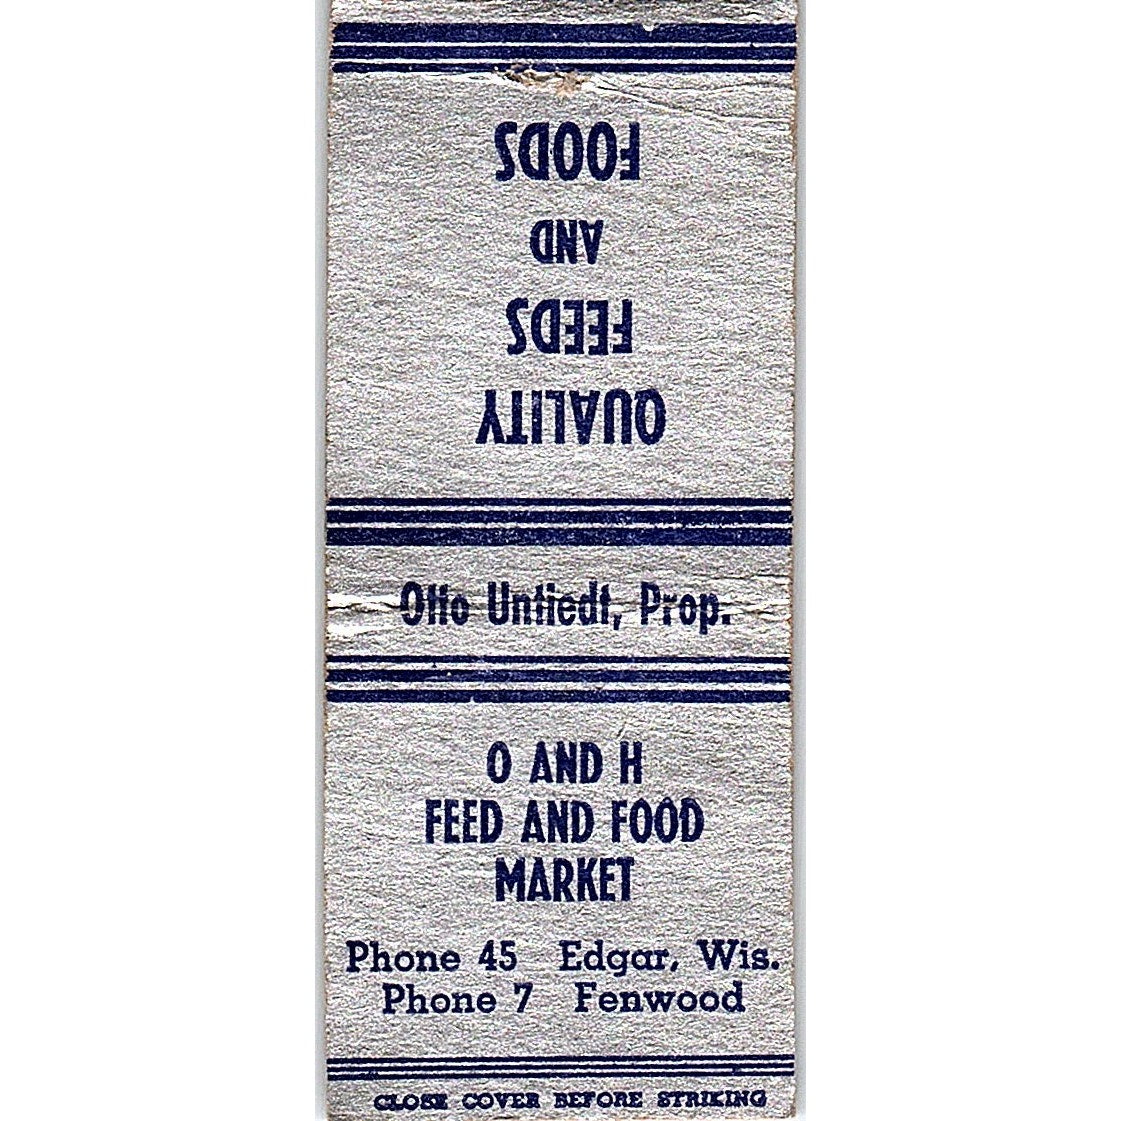 QUALITY
FEEDS
AND
FOODS
Otto Untiedt, Prop.
O AND H
FEED AND FOOD
MARKET
Phone 45 Edgar, Wis.
Phone 7 Fenwood
CLOSE COVER BEFORE STRIKING